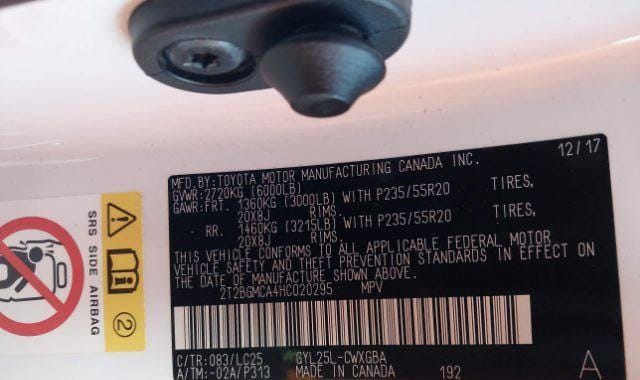 MFD.BY:TOYOTA MOTOR MANUFACTURING CANADA INC. 12/17
GVWR:2720KG (6000LB)
GAWR:FRT. 1360KG (3000LB) WITH P235/55R20 TIRES,
20X8J RIMS.
RR. 1460KG (3215LB) WITH P235/55R20 TIRES,
20X8J RIMS.
THIS VEHICLE CONFORMS TO ALL APPLICABLE FEDERAL MOTOR
VEHICLE SAFETY AND THEFT PREVENTION STANDARDS IN EFFECT ON
THE DATE OF MANUFACTURE SHOWN ABOVE.
2T2BGMCA4HC020295 MPV
C/TR:083/LC25 GYL25L-CWXGBA
A/TM:-02A/P313 MADE IN CANADA 192 A
SRS SIDE AIRBAG
2